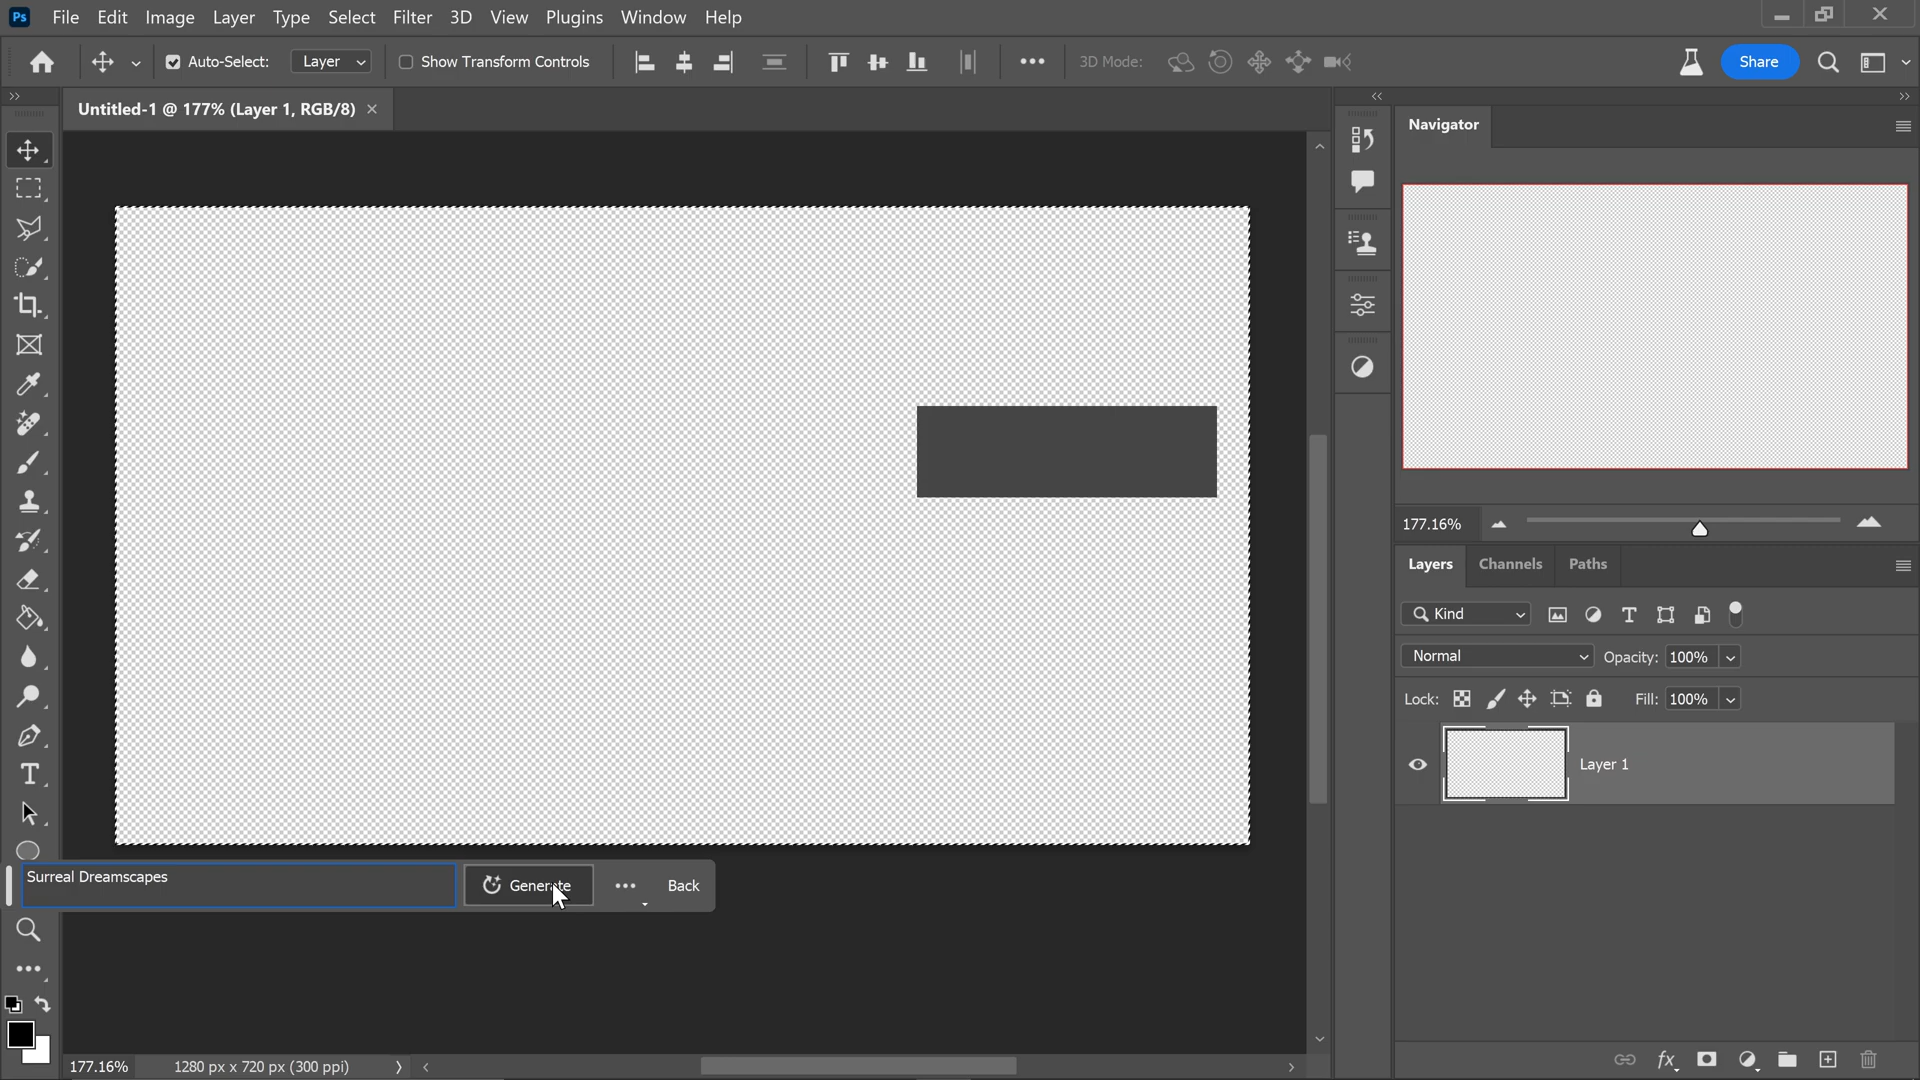 Ps File Edit Image Layer Type Select Filter 3D View Plugins Window Help
Auto-Select: Layer Show Transform Controls 3D Mode: Share
Untitled-1 @ 177% (Layer 1, RGB/8)
Navigator
177.16%
Layers Channels Paths
Kind
Normal Opacity: 100%
Lock: Fill: 100%
Layer 1
Surreal Dreamscapes Generate Back
177.16% 1280 px x 720 px (300 ppi)
fx